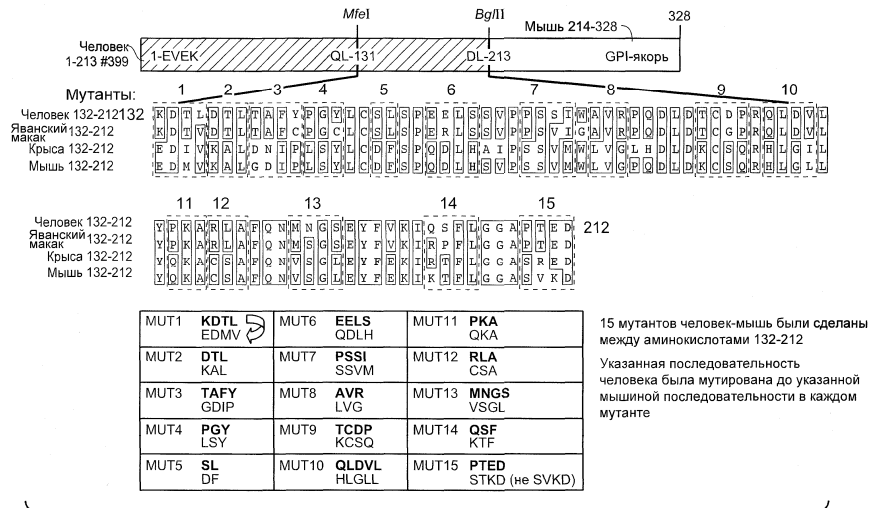 MfeI BglII Мышь 214-328 328
Человек
1-213 #399 1-EVEK QL-131 DL-213 GPI-якорь
Мутанты: 1 2 3 4 5 6 7 8 9 10
Человек 132-212 132 K D T L D T L T A F Y P G Y L C S L S P E E L S S V P P S S I W A V R P Q D L D T C D P R Q L D V L
Яванский макак 132-212 K D T V D T L T A F C P G C L C S L S P E R L S S V P P S V I G A V R P Q D L D T C G P R Q L D V L
Крыса 132-212 E D I V K A L D N I P L S Y L C D F S P Q D L H A I P S S V M W L V G L H D L D K C S Q R H L G I L
Мышь 132-212 E D M V K A L G D I P L S Y L C D F S P Q D L H S V P S S V M W L V G P Q D L D K C S Q R H L G L L
11 12 13 14 15
Человек 132-212 Y P K A R L A F Q N M N G S E Y F V K I Q S F L G G A P T E D 212
Яванский макак 132-212 Y P K A R L A F Q N M S G S E Y F V K I R P F L G G A P T E D
Крыса 132-212 Y Q K A C S A F Q N V S G L E Y F E K I R T F L G G A S R E D
Мышь 132-212 Y Q K A C S A F Q N V S G L E Y F E K I K T F L G G A S V K D
MUT1 KDTL MUT6 EELS MUT11 PKA
EDMV QDLH QKA
MUT2 DTL MUT7 PSSI MUT12 RLA
KAL SSVM CSA
MUT3 TAFY MUT8 AVR MUT13 MNGS
GDIP LVG VSGL
MUT4 PGY MUT9 TCDP MUT14 QSF
LSY KCSQ KTF
MUT5 SL MUT10 QLDVL MUT15 PTED
DF HLGLL STKD (не SVKD)
15 мутантов человек-мышь были сделаны
между аминокислотами 132-212
Указанная последовательность
человека была мутирована до указанной
мышиной последовательности в каждом
мутанте